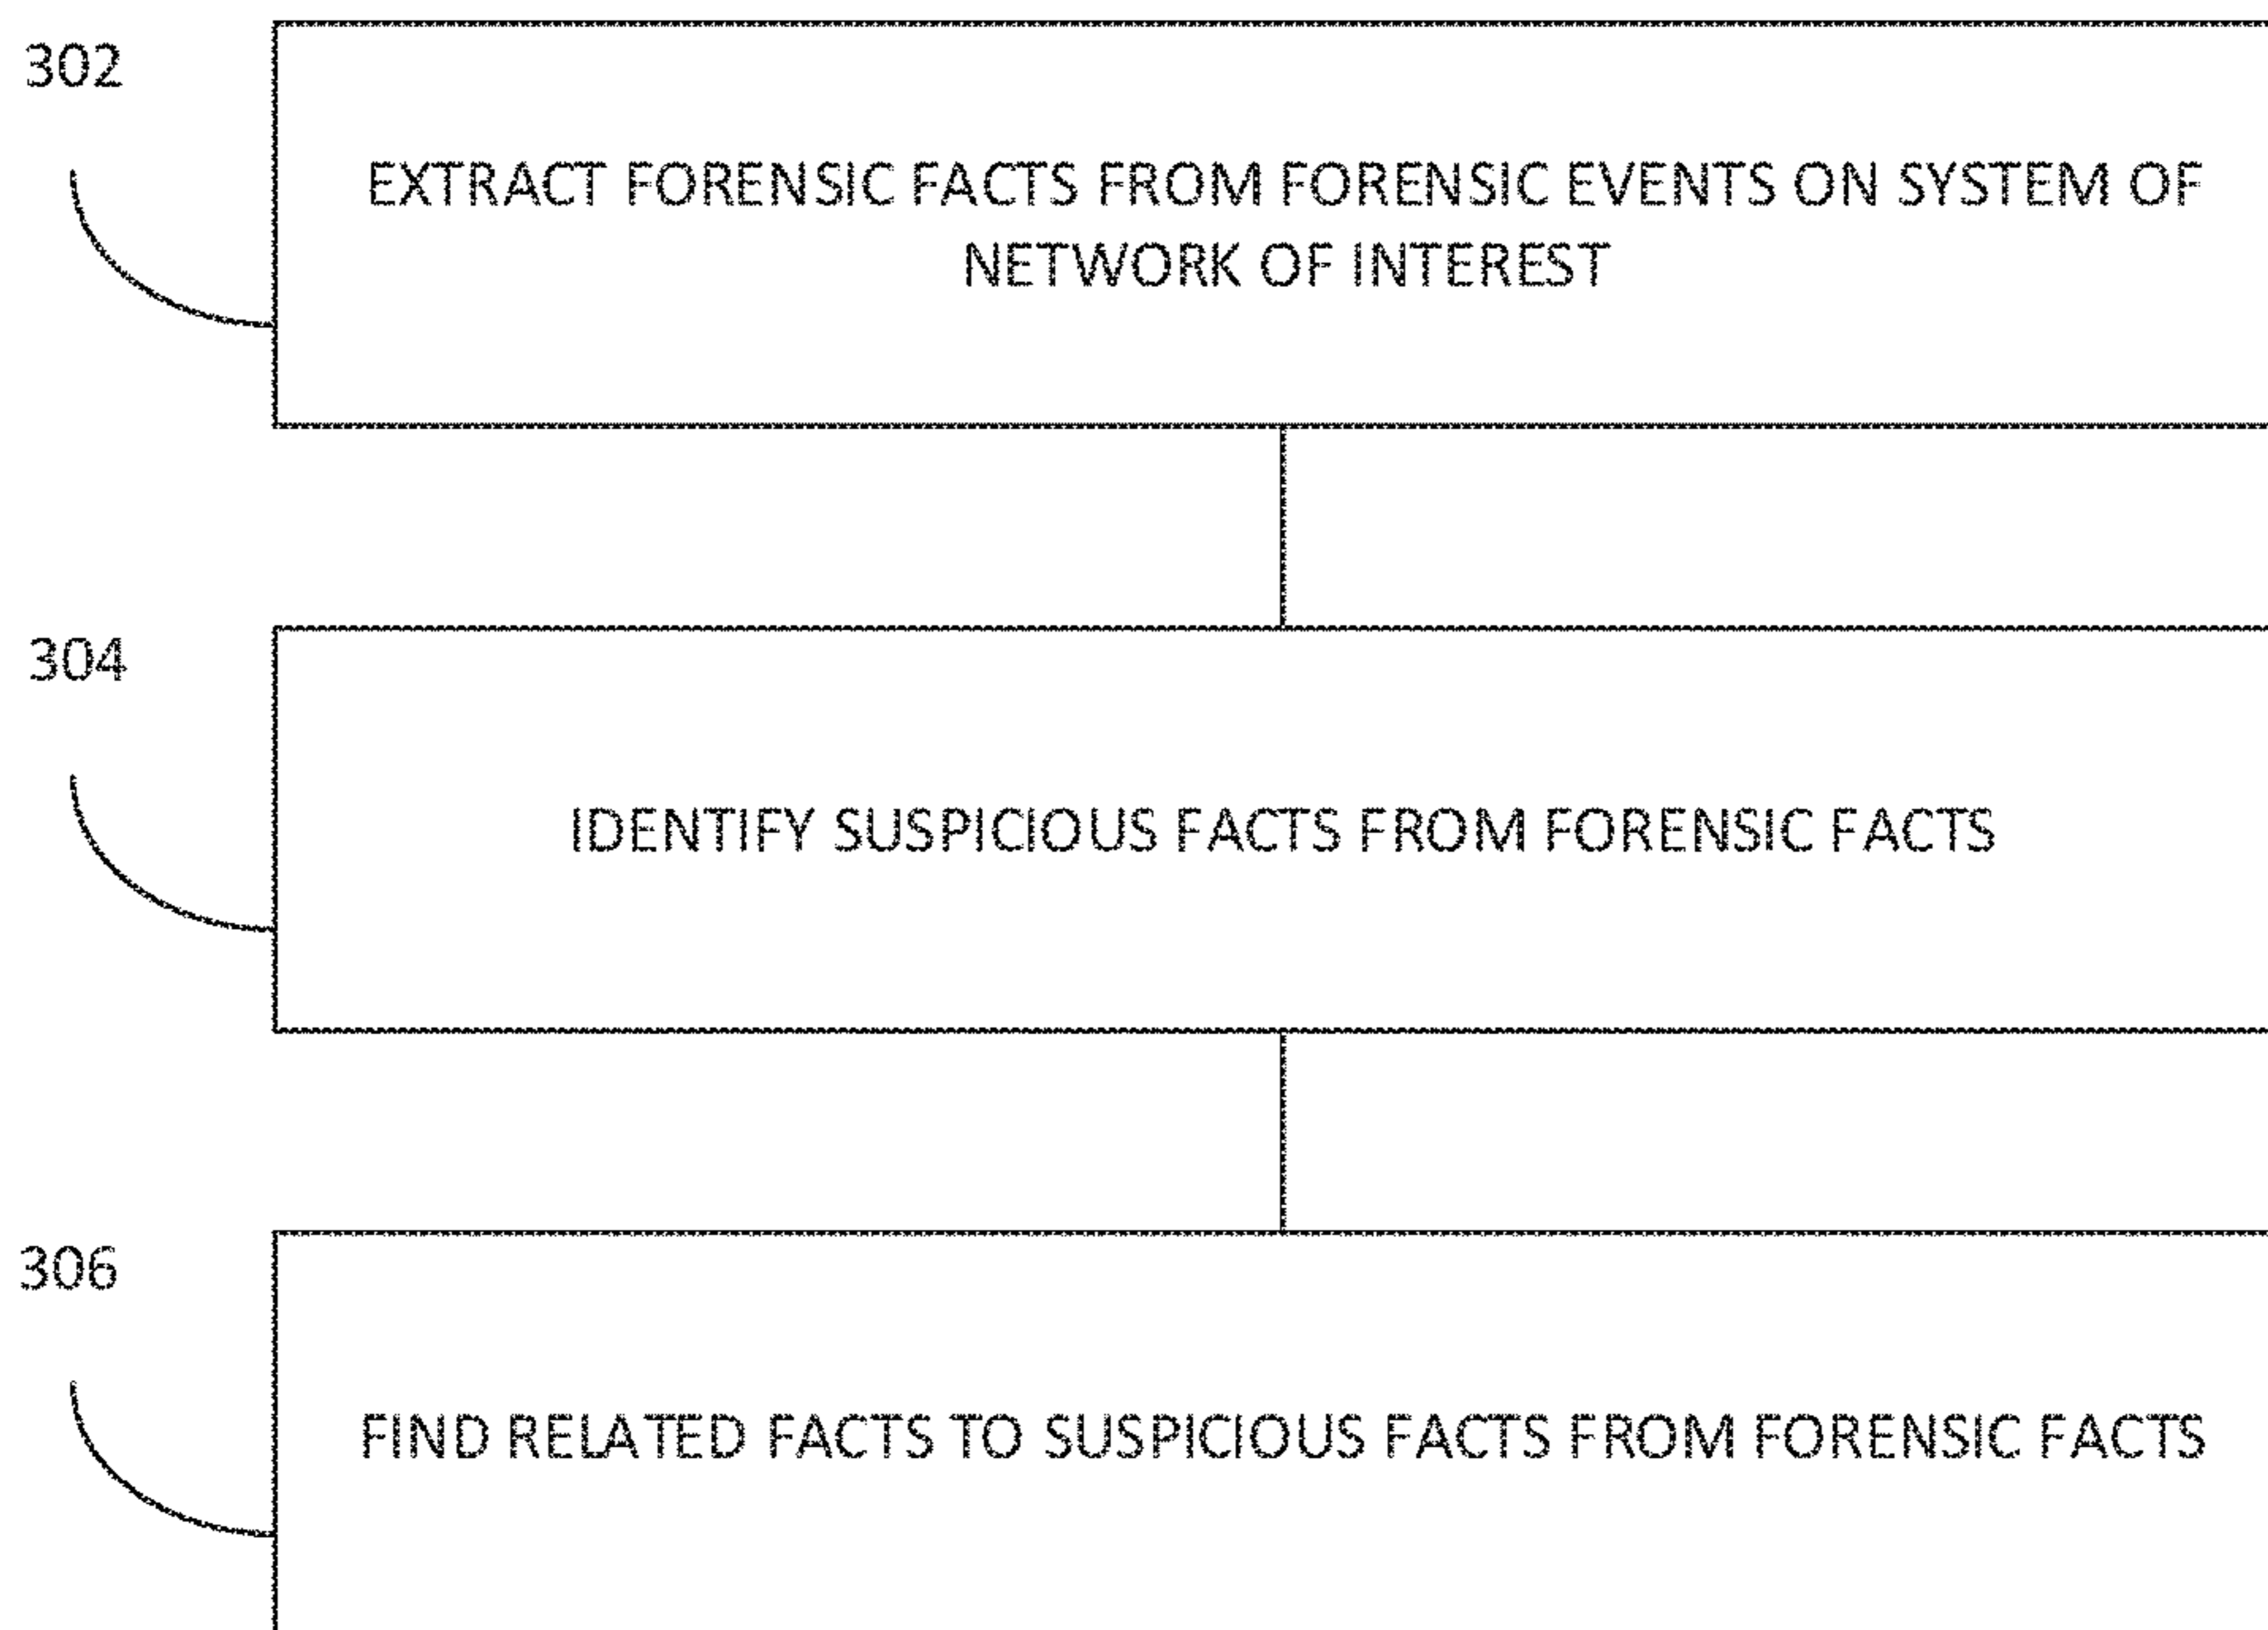 302
EXTRACT FORENSIC FACTS FROM FORENSIC EVENTS ON SYSTEM OF
NETWORK OF INTEREST
304
IDENTIFY SUSPICIOUS FACTS FROM FORENSIC FACTS
306
FIND RELATED FACTS TO SUSPICIOUS FACTS FROM FORENSIC FACTS